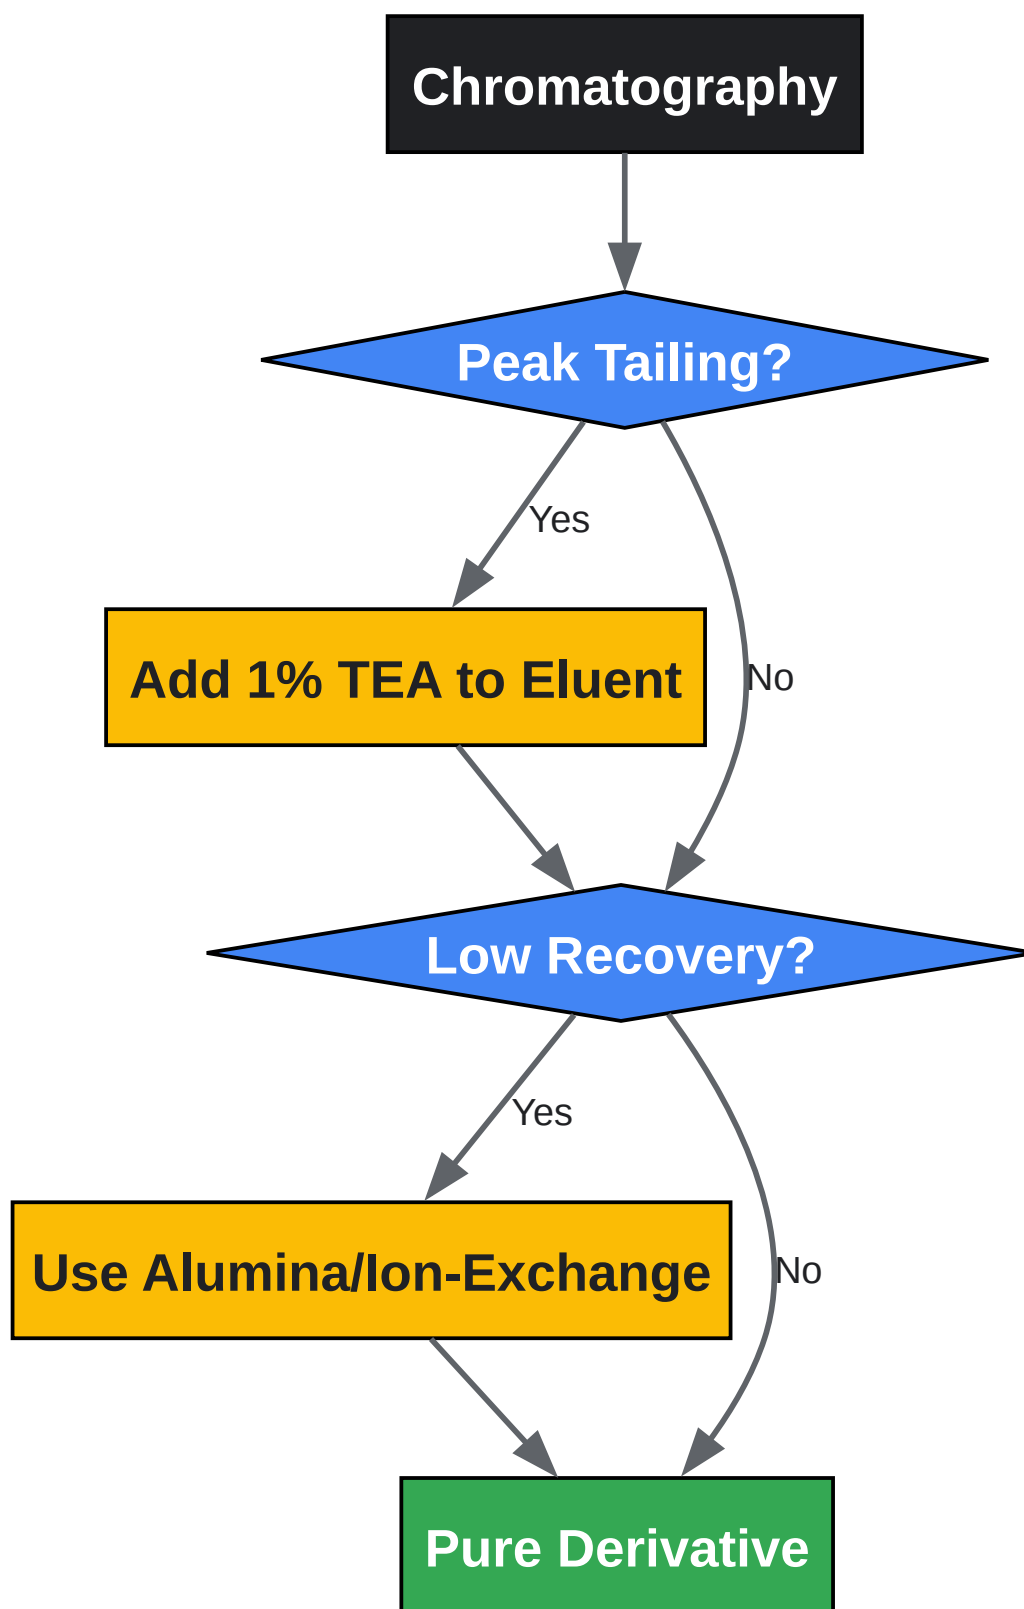 Chromatography
Peak Tailing?
Yes
Add 1% TEA to Eluent
No
Low Recovery?
Yes
Use Alumina/Ion-Exchange
No
Pure Derivative